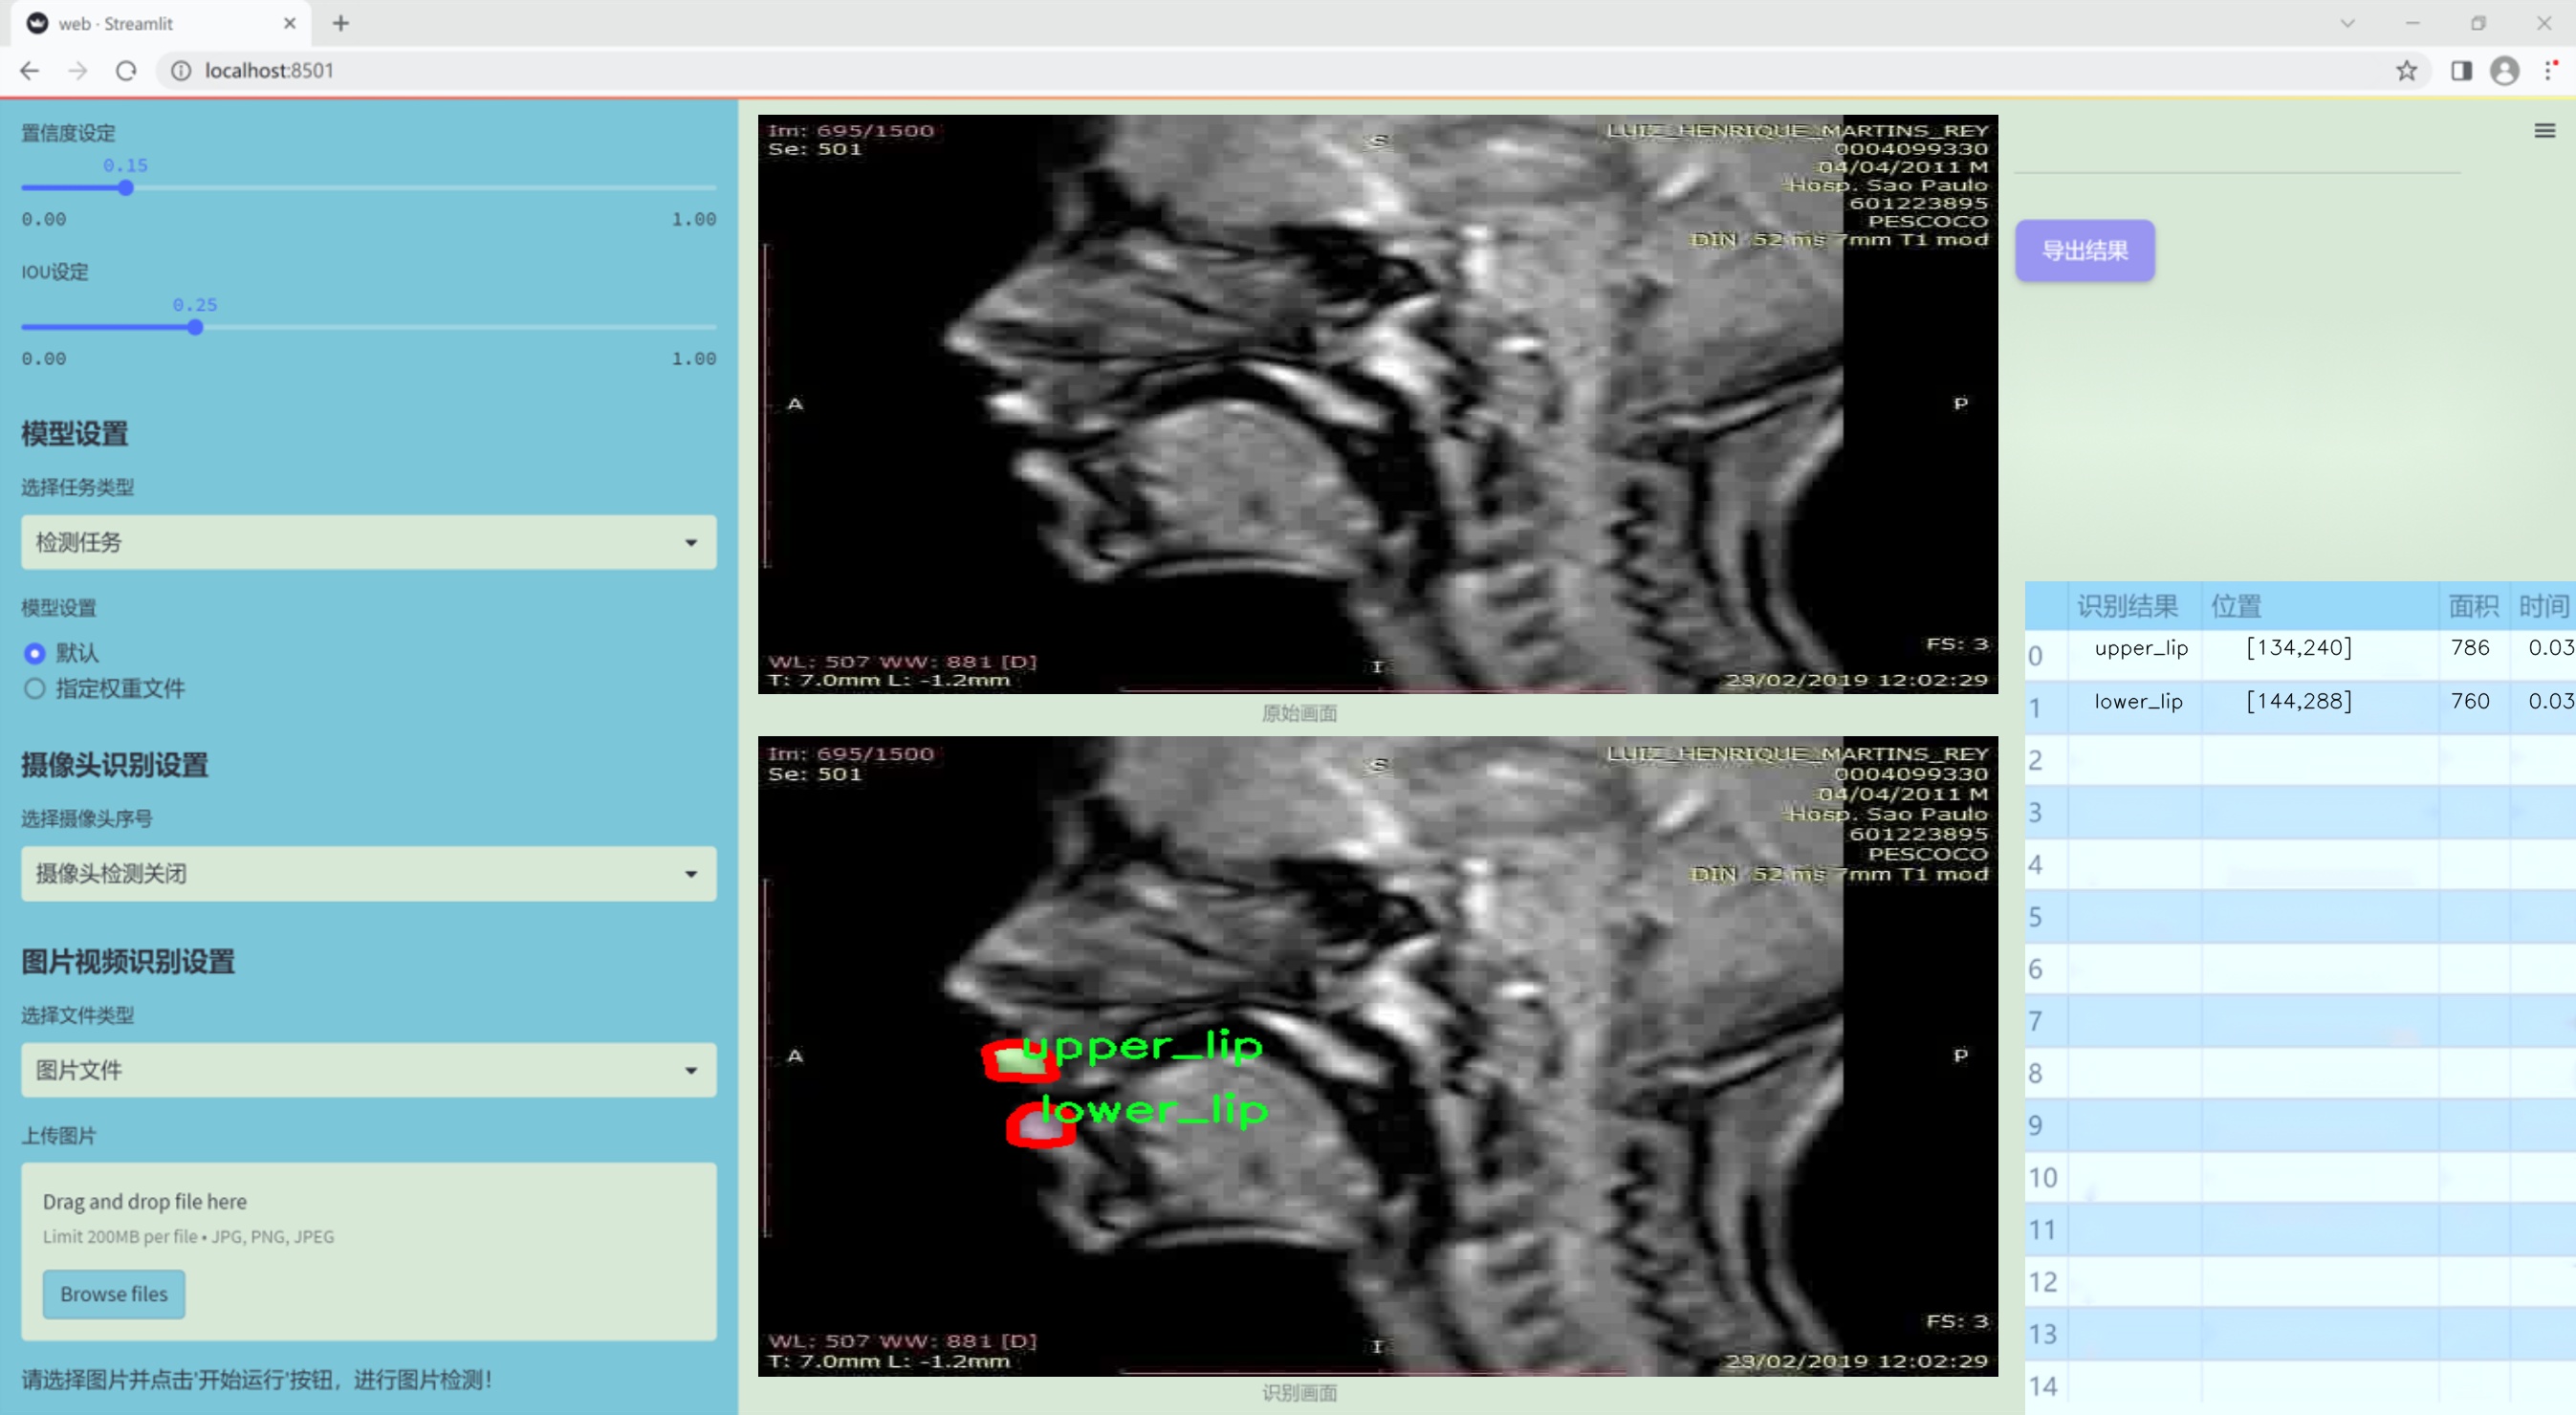 web · Streamlit
localhost:8501
置信度设定
0.15
0.00 1.00
IOU设定
0.25
0.00 1.00
模型设置
选择任务类型
检测任务
模型设置
默认
指定权重文件
摄像头识别设置
选择摄像头序号
摄像头检测关闭
图片视频识别设置
选择文件类型
图片文件
上传图片
Drag and drop file here
Limit 200MB per file • JPG, PNG, JPEG
Browse files
请选择图片并点击'开始运行'按钮，进行图片检测！
Im: 695/1500
Se: 501
S
LUIZ_HENRIQUE_MARTINS_REY
0004099330
04/04/2011 M
Hosp. Sao Paulo
601223895
PESCOCO
DIN 52 ms 7mm T1 mod
A
P
FS: 3
WL: 507 WW: 881 [D]
I
T: 7.0mm L: -1.2mm
23/02/2019 12:02:29
原始画面
Im: 695/1500
Se: 501
S
LUIZ_HENRIQUE_MARTINS_REY
0004099330
04/04/2011 M
Hosp. Sao Paulo
601223895
PESCOCO
DIN 52 ms 7mm T1 mod
upper_lip
A
P
lower_lip
FS: 3
WL: 507 WW: 881 [D]
I
T: 7.0mm L: -1.2mm
23/02/2019 12:02:29
识别画面
导出结果
识别结果 位置 面积 时间
0 upper_lip [134,240] 786 0.03
1 lower_lip [144,288] 760 0.03
2
3
4
5
6
7
8
9
10
11
12
13
14